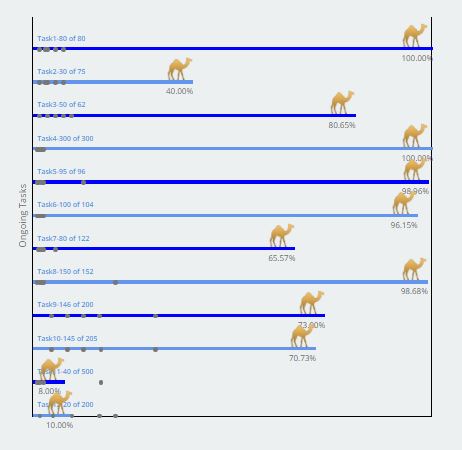 Ongoing Tasks
Task1-80 of 80
100.00%
Task2-30 of 75
40.00%
Task3-50 of 62
80.65%
Task4-300 of 300
100.00%
Task5-95 of 96
98.96%
Task6-100 of 104
96.15%
Task7-80 of 122
65.57%
Task8-150 of 152
98.68%
Task9-146 of 200
73.00%
Task10-145 of 205
70.73%
1-40 of 500
8.00%
20 of 200
10.00%